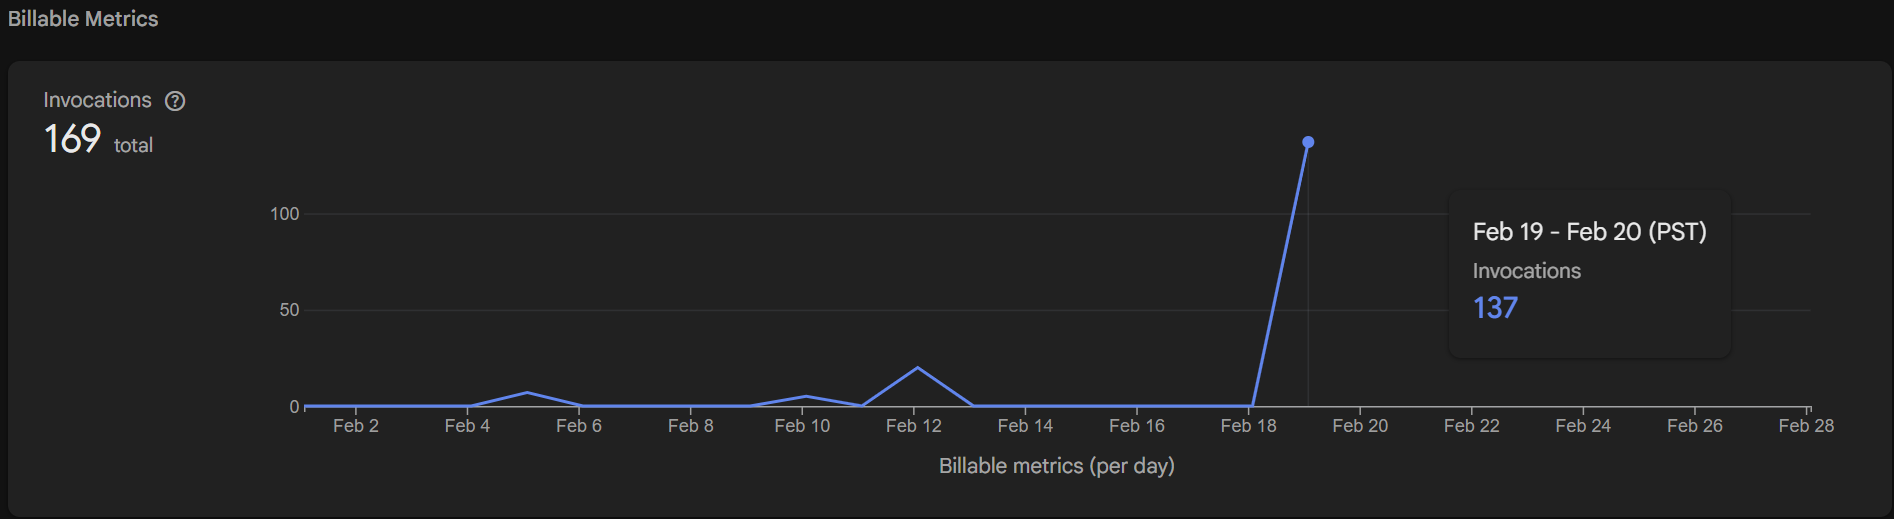 Billable Metrics
Invocations
169 total
100
50
0
Feb 2 Feb 4 Feb 6 Feb 8 Feb 10 Feb 12 Feb 14 Feb 16 Feb 18 Feb 20 Feb 22 Feb 24 Feb 26 Feb 28
Billable metrics (per day)
Feb 19 - Feb 20 (PST)
Invocations
137